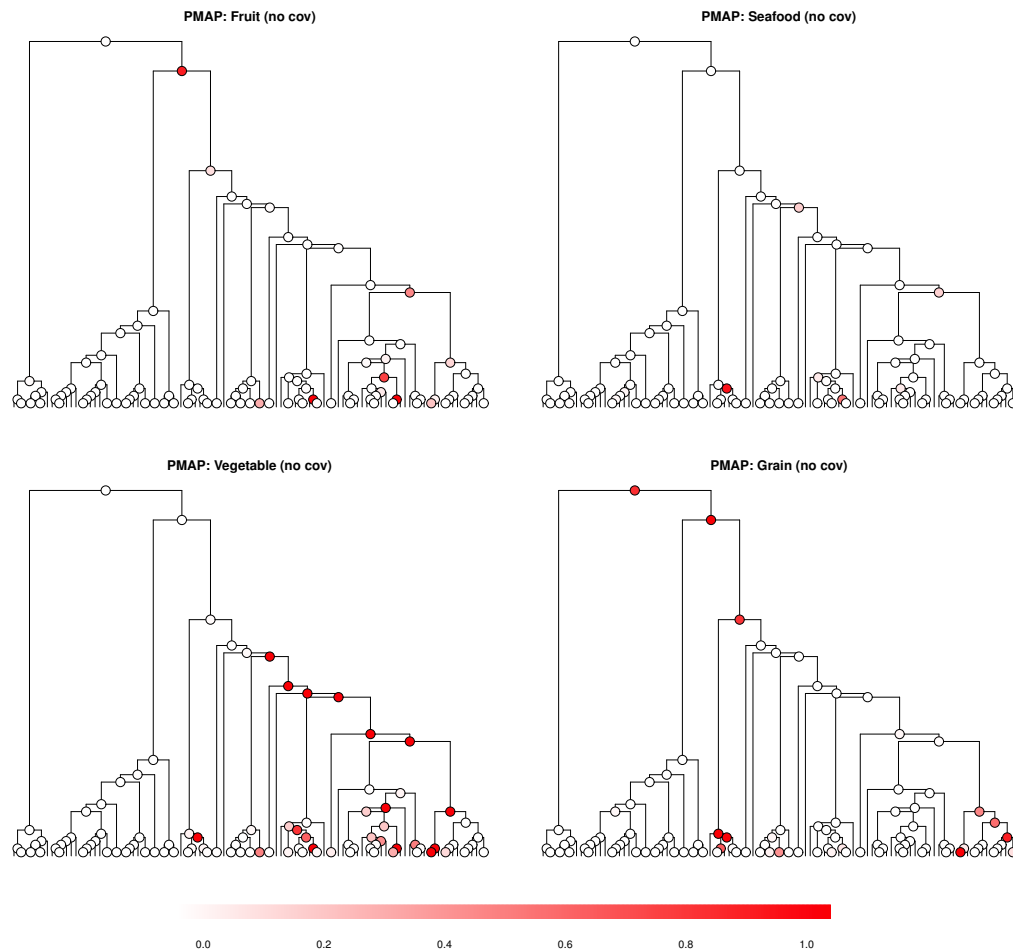 PMAP: Fruit (no cov)
PMAP: Seafood (no cov)
PMAP: Vegetable (no cov)
PMAP: Grain (no cov)
0.0 0.2 0.4 0.6 0.8 1.0